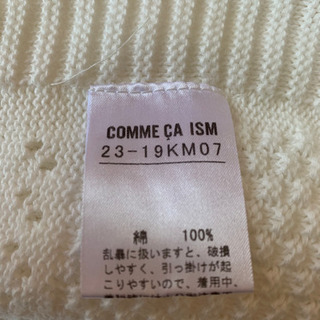 COMME ÇA ISM
23-19KM07
綿 100%
乱暴に扱いますと、破損
しやすく、引っ掛けが起
こりやすので、着用中、